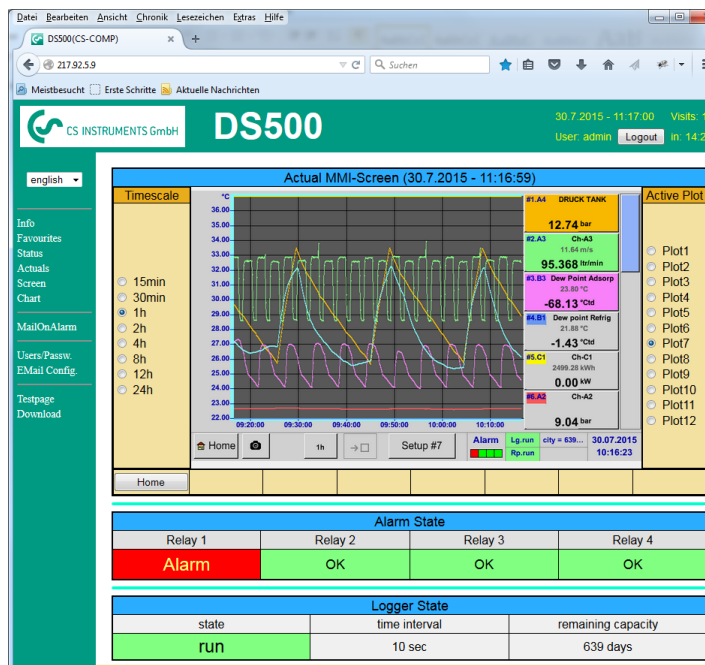 Datei Bearbeiten Ansicht Chronik Lesezeichen Extras Hilfe
DS500(CS-COMP)
217.92.5.9
Suchen
Meistbesucht Erste Schritte Aktuelle Nachrichten
CS INSTRUMENTS GmbH
DS500
30.7.2015 - 11:17:00 Visits:
User: admin Logout in: 14:2
english
Info
Favourites
Status
Actuals
Screen
Chart
MailOnAlarm
Users/Passw.
EMail Config.
Testpage
Download
Actual MMI-Screen (30.7.2015 - 11:16:59)
Timescale
15min
30min
1h
2h
4h
8h
12h
24h
°C
36.00
35.00
34.00
33.00
32.00
31.00
30.00
29.00
28.00
27.00
26.00
25.00
24.00
23.00
22.00
09:20:00 09:30:00 09:40:00 09:50:00 10:00:00 10:10:00
#1.A4 DRUCK TANK
12.74 bar
#2.A3 Ch-A3
11.64 m/s
95.368 ltr/min
#3.B3 Dew Point Adsorp
23.80 °C
-68.13 °Ctd
#4.B1 Dew point Refrig
21.88 °C
-1.43 °Ctd
#5.C1 Ch-C1
2499.28 kWh
0.00 kW
#6.A2 Ch-A2
9.04 bar
Home
1h
Setup #7
Alarm
Lg.run
Rp.run
city = 639...
30.07.2015
10:16:23
Active Plot
Plot1
Plot2
Plot3
Plot4
Plot5
Plot6
Plot7
Plot8
Plot9
Plot10
Plot11
Plot12
Home
Alarm State
Relay 1 Relay 2 Relay 3 Relay 4
Alarm OK OK OK
Logger State
state time interval remaining capacity
run 10 sec 639 days